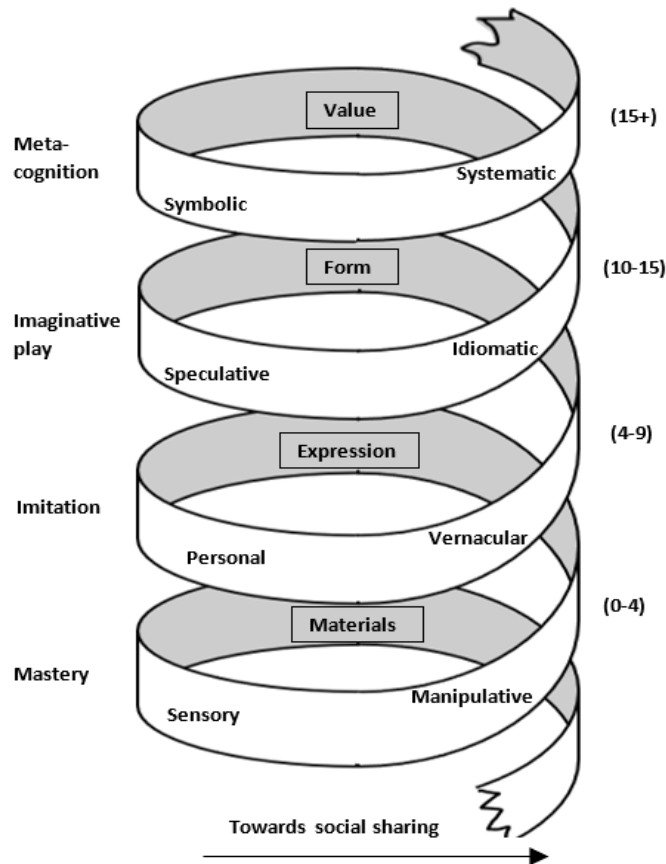 Value
(15+)
Meta-
cognition
Systematic
Symbolic
Form
(10-15)
Imaginative
play
Idiomatic
Speculative
(4-9)
Expression
Imitation
Vernacular
Personal
(0-4)
Materials
Mastery
Manipulative
Sensory
Towards social sharing